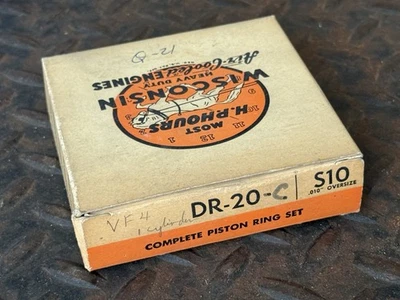 Q-21
Air-Cooled ENGINES
HEAVY DUTY
WISCONSIN
H.P. HOURS
MOST
DR-20-C
S10
.010" OVERSIZE
VF4
1 cylinder
COMPLETE PISTON RING SET